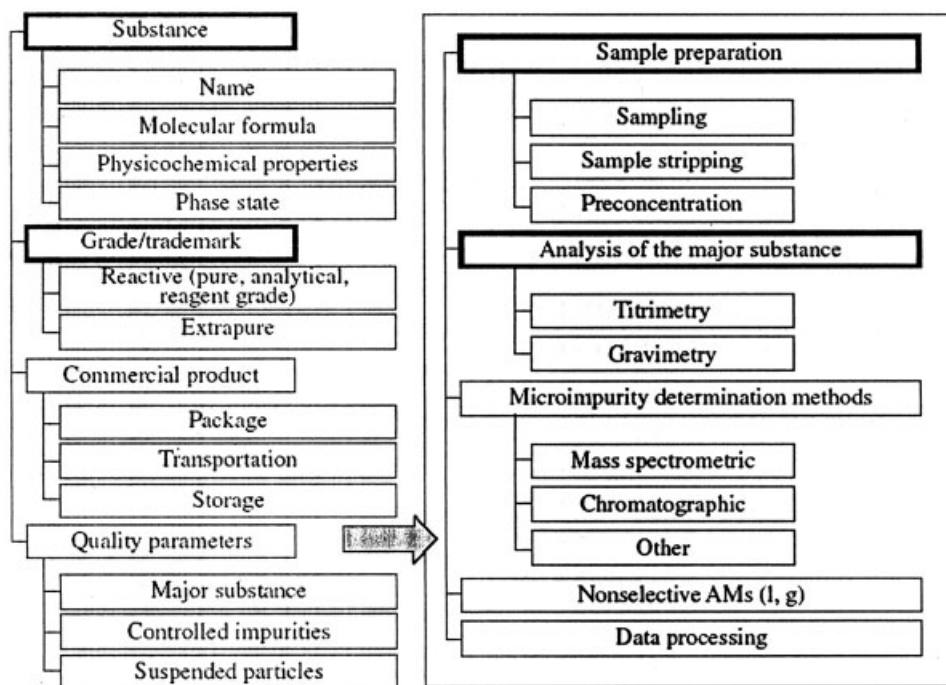 Substance
Name
Molecular formula
Physicochemical properties
Phase state
Grade/trademark
Reactive (pure, analytical,
reagent grade)
Extrapure
Commercial product
Package
Transportation
Storage
Quality parameters
Major substance
Controlled impurities
Suspended particles
Sample preparation
Sampling
Sample stripping
Preconcentration
Analysis of the major substance
Titrimetry
Gravimetry
Microimpurity determination methods
Mass spectrometric
Chromatographic
Other
Nonselective AMs (l, g)
Data processing